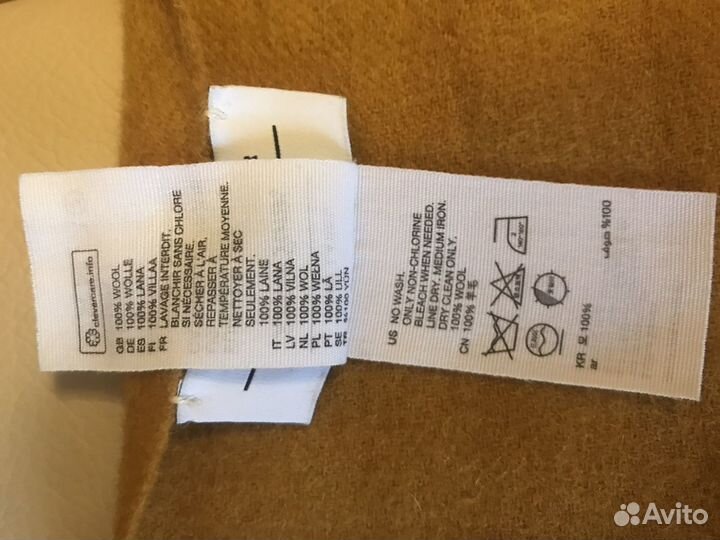 clevercare.info
GB 100% WOOL
DE 100% WOLLE
ES 100% LANA
FI 100% VILLAA
FR LAVAGE INTERDIT.
BLANCHIR SANS CHLORE
SI NÉCESSAIRE.
SÉCHER À L'AIR.
REPASSER À
TEMPÉRATURE MOYENNE.
NETTOYER À SEC
SEULEMENT.
100% LAINE
IT 100% LANA
LV 100% VILNA
NL 100% WOL
PL 100% WEŁNA
PT 100% LÃ
SE 100% ULL
TR %100 YÜN
US NO WASH.
ONLY NON-CHLORINE
BLEACH WHEN NEEDED.
LINE DRY. MEDIUM IRON.
DRY CLEAN ONLY.
100% WOOL
CN 100% 羊毛
KR 모 100%
ar
%100 صوف
Avito